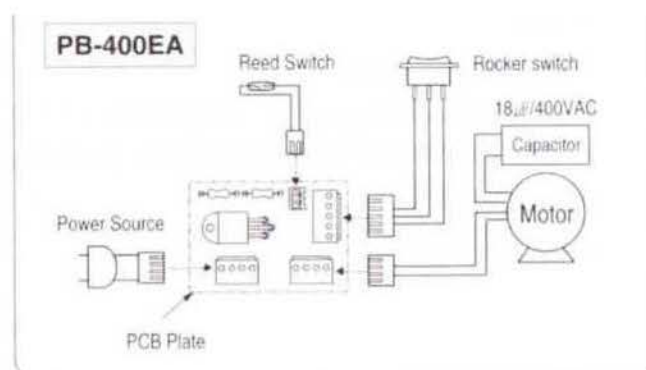 PB-400EA
Reed Switch
Rocker switch
18㎌/400VAC
Capacitor
Motor
Power Source
PCB Plate